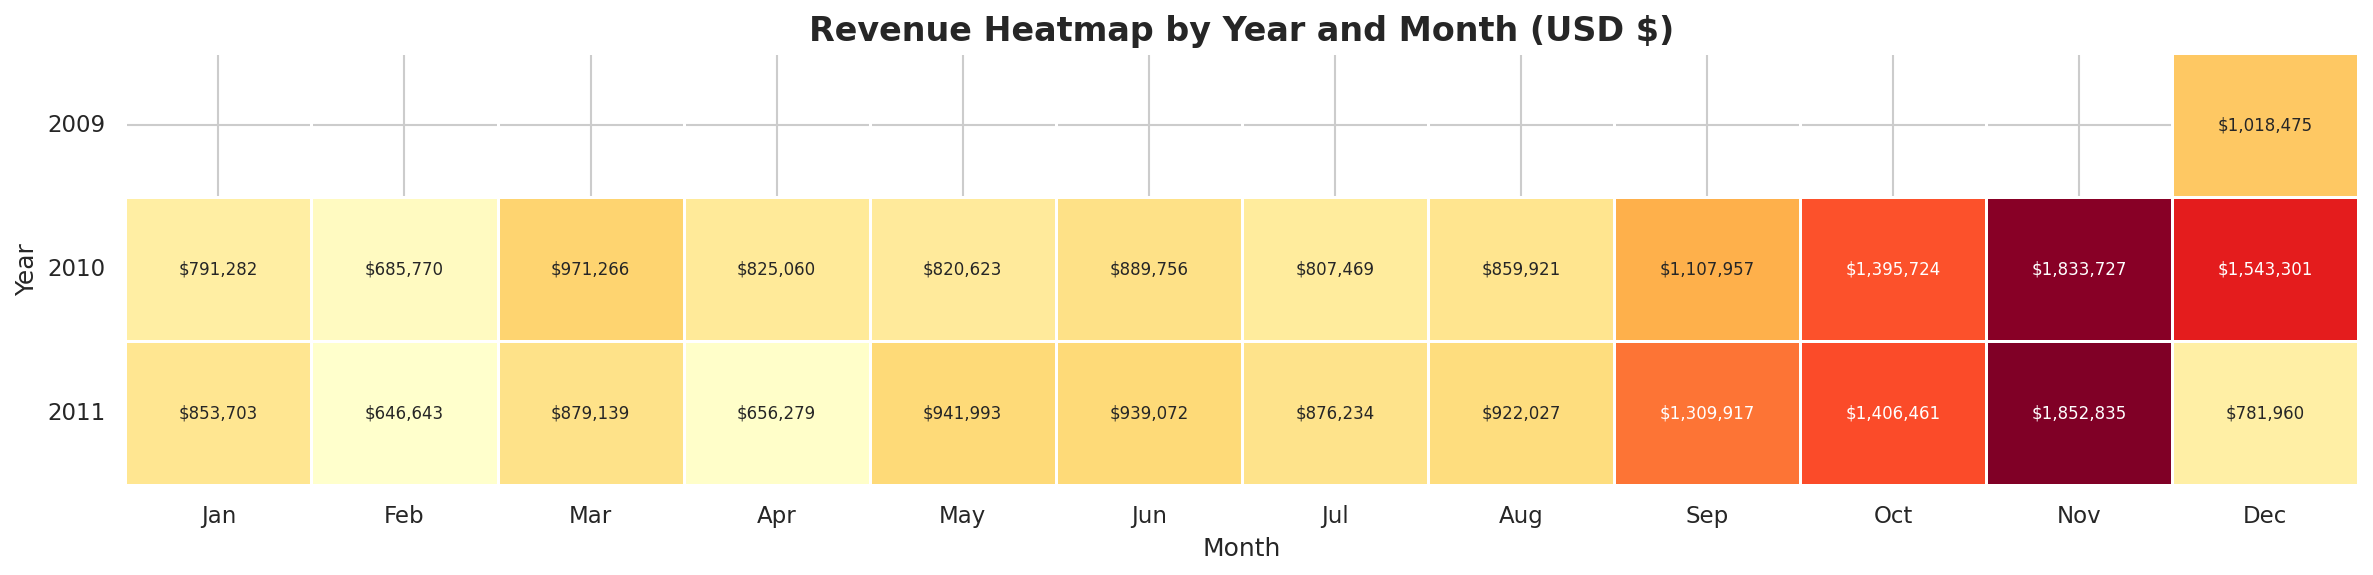 Revenue Heatmap by Year and Month (USD $)
Year
2009 $1,018,475
2010 $791,282 $685,770 $971,266 $825,060 $820,623 $889,756 $807,469 $859,921 $1,107,957 $1,395,724 $1,833,727 $1,543,301
2011 $853,703 $646,643 $879,139 $656,279 $941,993 $939,072 $876,234 $922,027 $1,309,917 $1,406,461 $1,852,835 $781,960
Jan Feb Mar Apr May Jun Jul Aug Sep Oct Nov Dec
Month